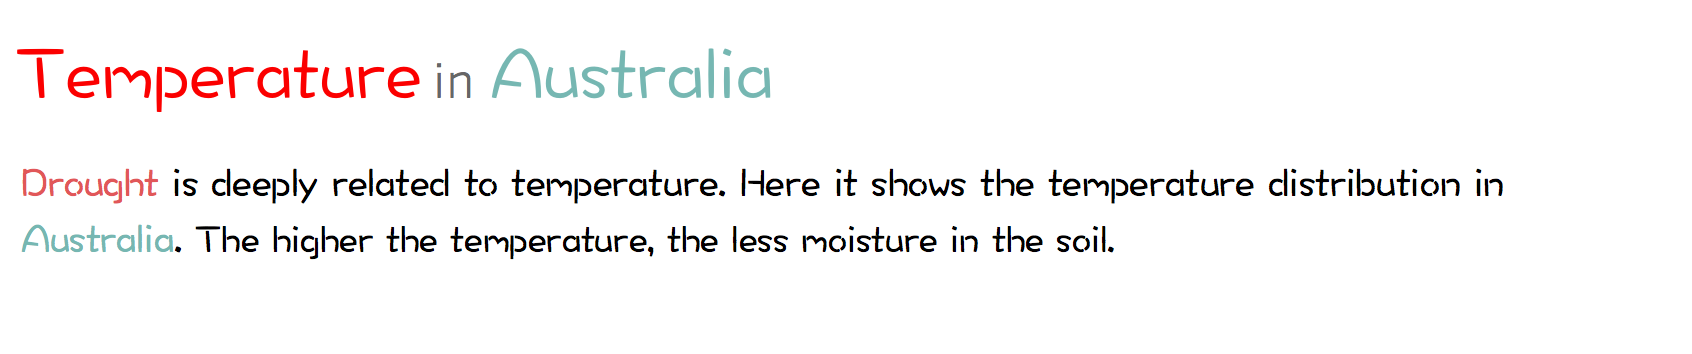 Temperature in Australia
Drought is deeply related to temperature. Here it shows the temperature distribution in
Australia. The higher the temperature, the less moisture in the soil.